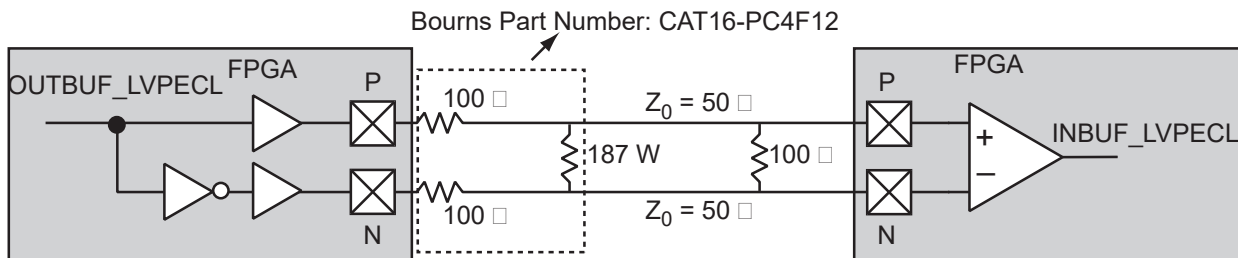 Bourns Part Number: CAT16-PC4F12
OUTBUF_LVPECL
FPGA
P
100 □
Z0 = 50 □
187 W
100 □
100 □
Z0 = 50 □
N
FPGA
P
+
−
INBUF_LVPECL
N